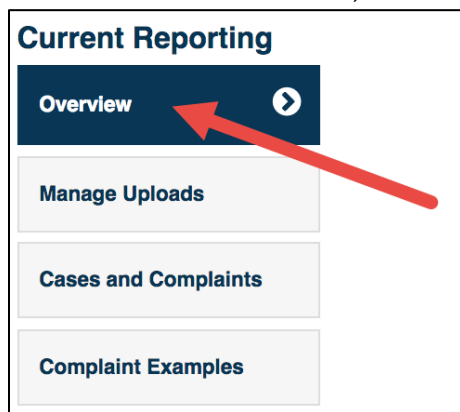 Current Reporting
Overview
Manage Uploads
Cases and Complaints
Complaint Examples